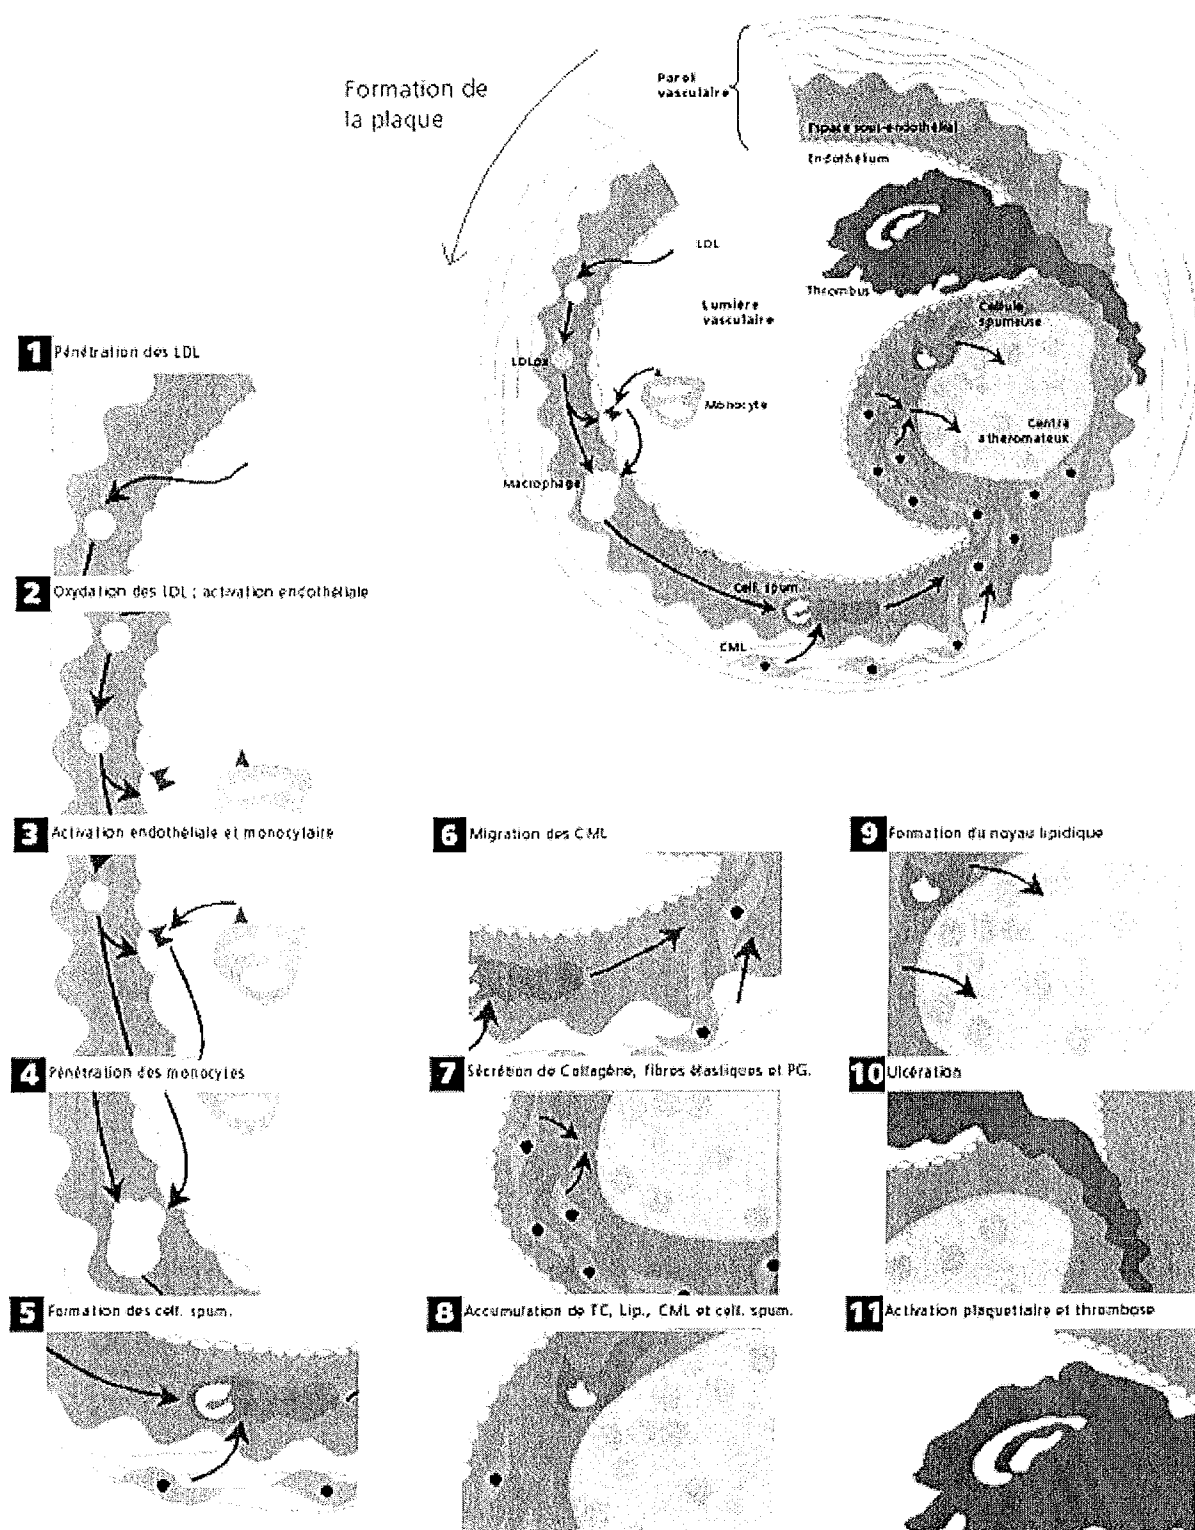 Formation de
la plaque
Paroi
vasculaire
Espace sous-endothélial
Endothélium
LDL
Thrombus
Lumière
vasculaire
Cellule
spumeuse
LDLox
Monocyte
Centre
athéromateux
Macrophage
Cell. spum.
CML
1 Pénétration des LDL
2 Oxydation des LDL ; activation endothéliale
3 Activation endothéliale et monocytaire
4 Pénétration des monocytes
5 Formation des cell. spum.
6 Migration des CML
7 Sécrétion de Collagène, fibres élastiques et PG.
8 Accumulation de TC, Lip., CML et cell. spum.
9 Formation du noyau lipidique
10 Ulcération
11 Activation plaquettaire et thrombose